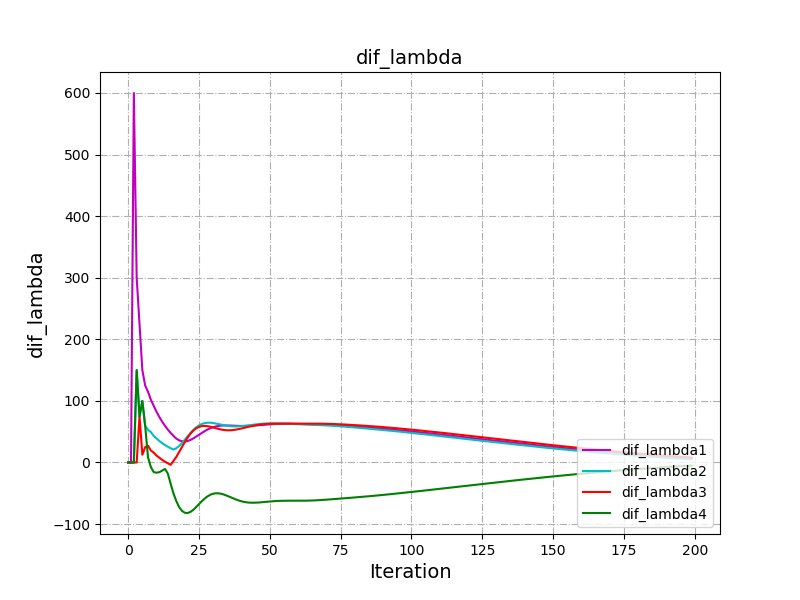 dif_lambda
600
500
400
300
200
100
0
−100
dif_lambda
0
25
50
75
100
125
150
175
200
Iteration
dif_lambda1
dif_lambda2
dif_lambda3
dif_lambda4